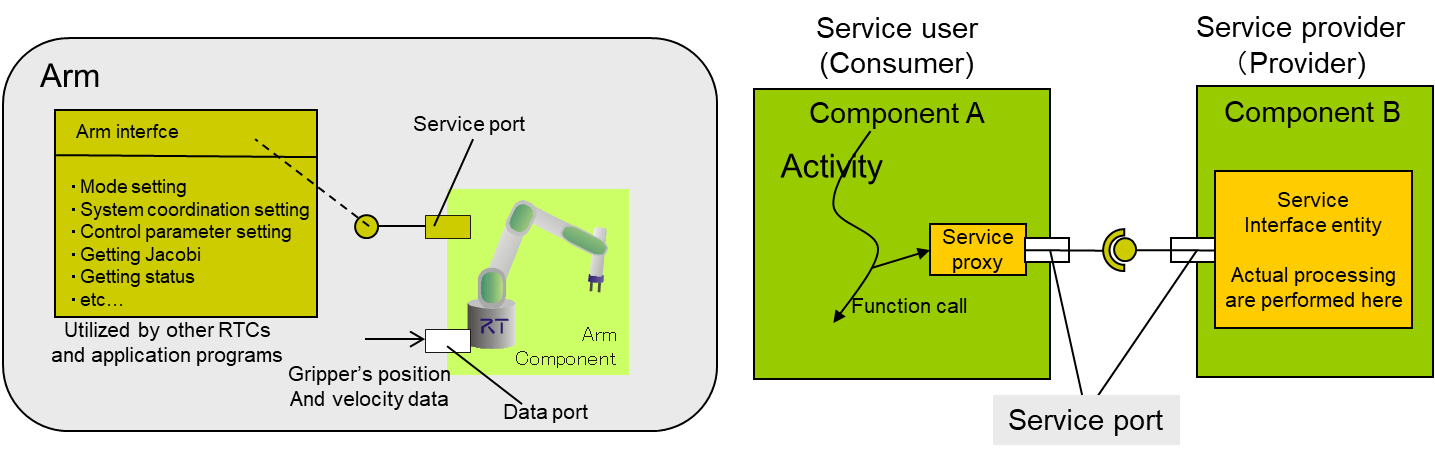 Arm
Arm interfce
・Mode setting
・System coordination setting
・Control parameter setting
・Getting Jacobi
・Getting status
・etc…
Utilized by other RTCs
and application programs
Service port
RT
Arm
Component
Gripper's position
And velocity data
Data port
Service user
(Consumer)
Component A
Activity
Service
proxy
Function call
Service provider
（Provider)
Component B
Service
Interface entity
Actual processing
are performed here
Service port